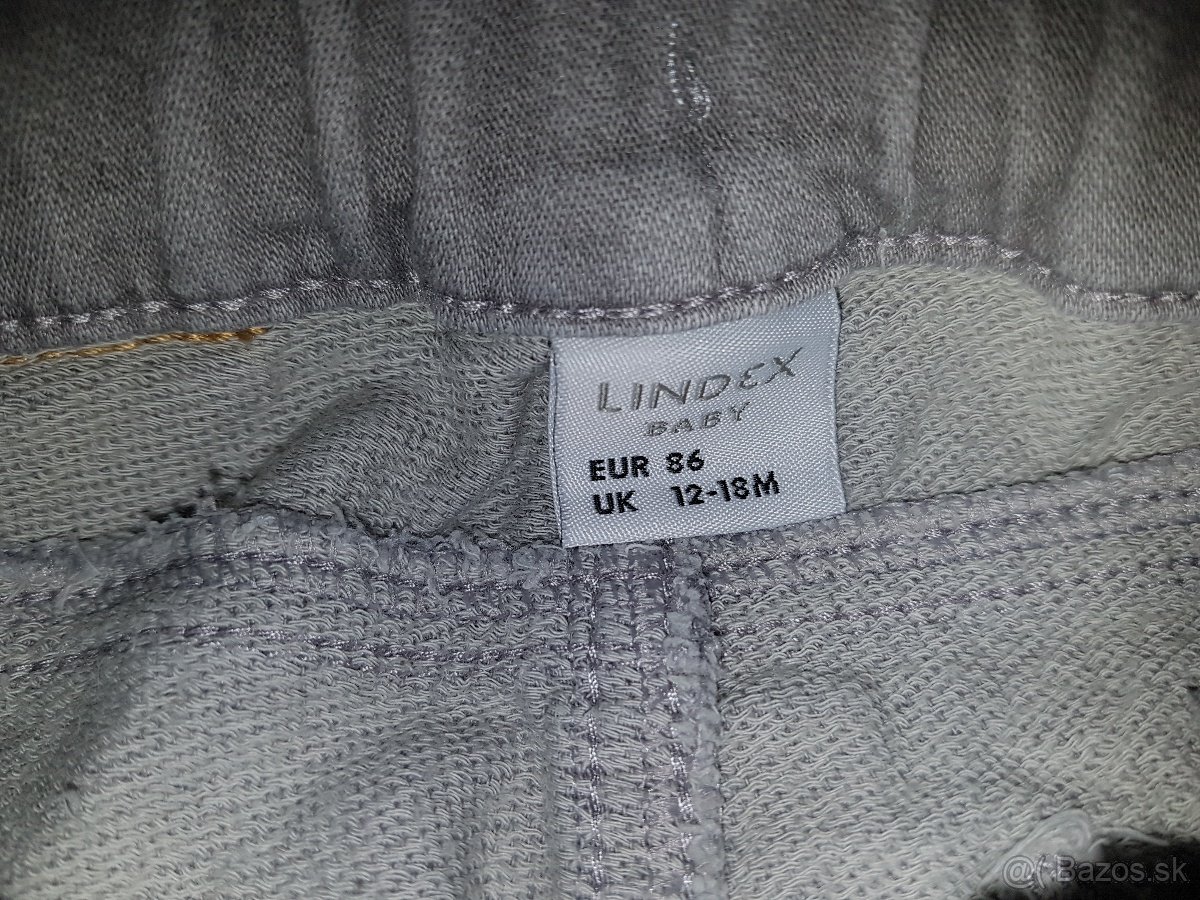 LINDEX
BABY
EUR 86
UK 12-18M
@(Bazos.sk